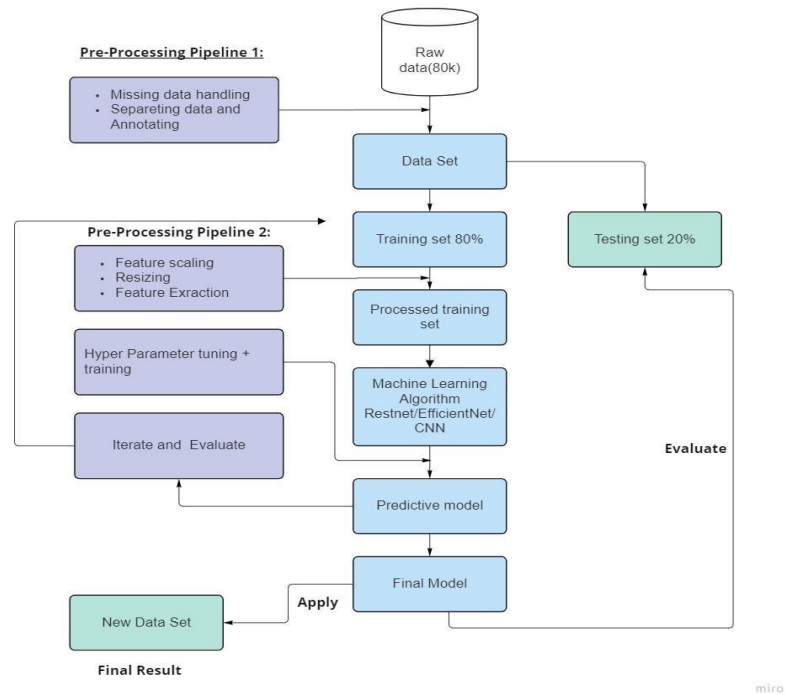 Pre-Processing Pipeline 1:
Raw
data(80k)
• Missing data handling
• Separeting data and
Annotating
Data Set
Pre-Processing Pipeline 2:
Training set 80%
Testing set 20%
• Feature scaling
• Resizing
• Feature Exraction
Processed training
set
Hyper Parameter tuning +
training
Machine Learning
Algorithm
Restnet/EfficientNet/
CNN
Iterate and Evaluate
Evaluate
Predictive model
Final Model
Apply
New Data Set
Final Result
miro